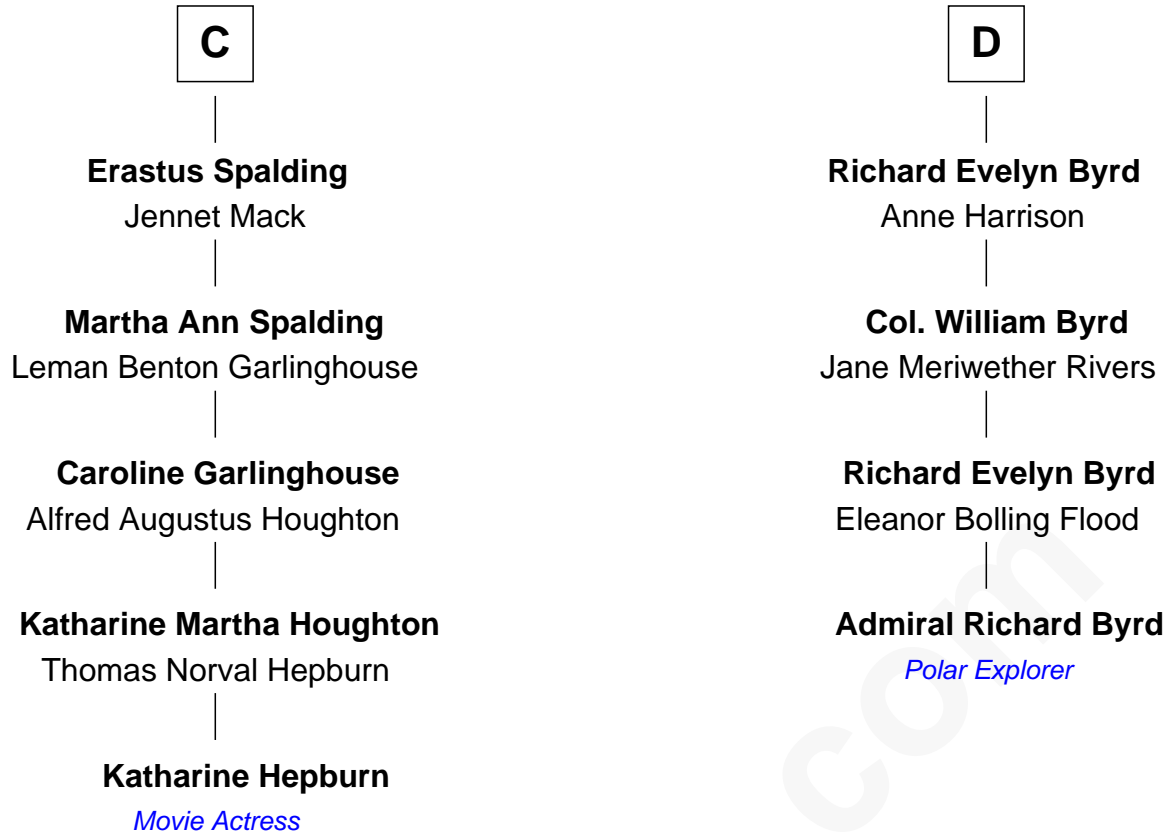 C
Erastus Spalding
Jennet Mack
Martha Ann Spalding
Leman Benton Garlinghouse
Caroline Garlinghouse
Alfred Augustus Houghton
Katharine Martha Houghton
Thomas Norval Hepburn
Katharine Hepburn
Movie Actress
D
Richard Evelyn Byrd
Anne Harrison
Col. William Byrd
Jane Meriwether Rivers
Richard Evelyn Byrd
Eleanor Bolling Flood
Admiral Richard Byrd
Polar Explorer
com